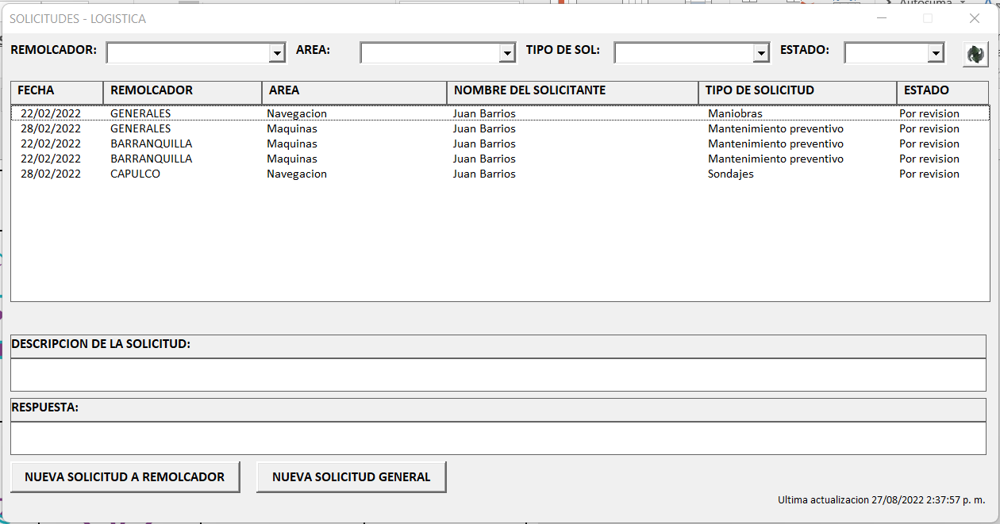 Autosuma
SOLICITUDES - LOGISTICA
REMOLCADOR: AREA: TIPO DE SOL: ESTADO:
FECHA REMOLCADOR AREA NOMBRE DEL SOLICITANTE TIPO DE SOLICITUD ESTADO
22/02/2022 GENERALES Navegacion Juan Barrios Maniobras Por revision
28/02/2022 GENERALES Maquinas Juan Barrios Mantenimiento preventivo Por revision
22/02/2022 BARRANQUILLA Maquinas Juan Barrios Mantenimiento preventivo Por revision
22/02/2022 BARRANQUILLA Maquinas Juan Barrios Mantenimiento preventivo Por revision
28/02/2022 CAPULCO Navegacion Juan Barrios Sondajes Por revision
DESCRIPCION DE LA SOLICITUD:
RESPUESTA:
NUEVA SOLICITUD A REMOLCADOR NUEVA SOLICITUD GENERAL
Ultima actualizacion 27/08/2022 2:37:57 p. m.